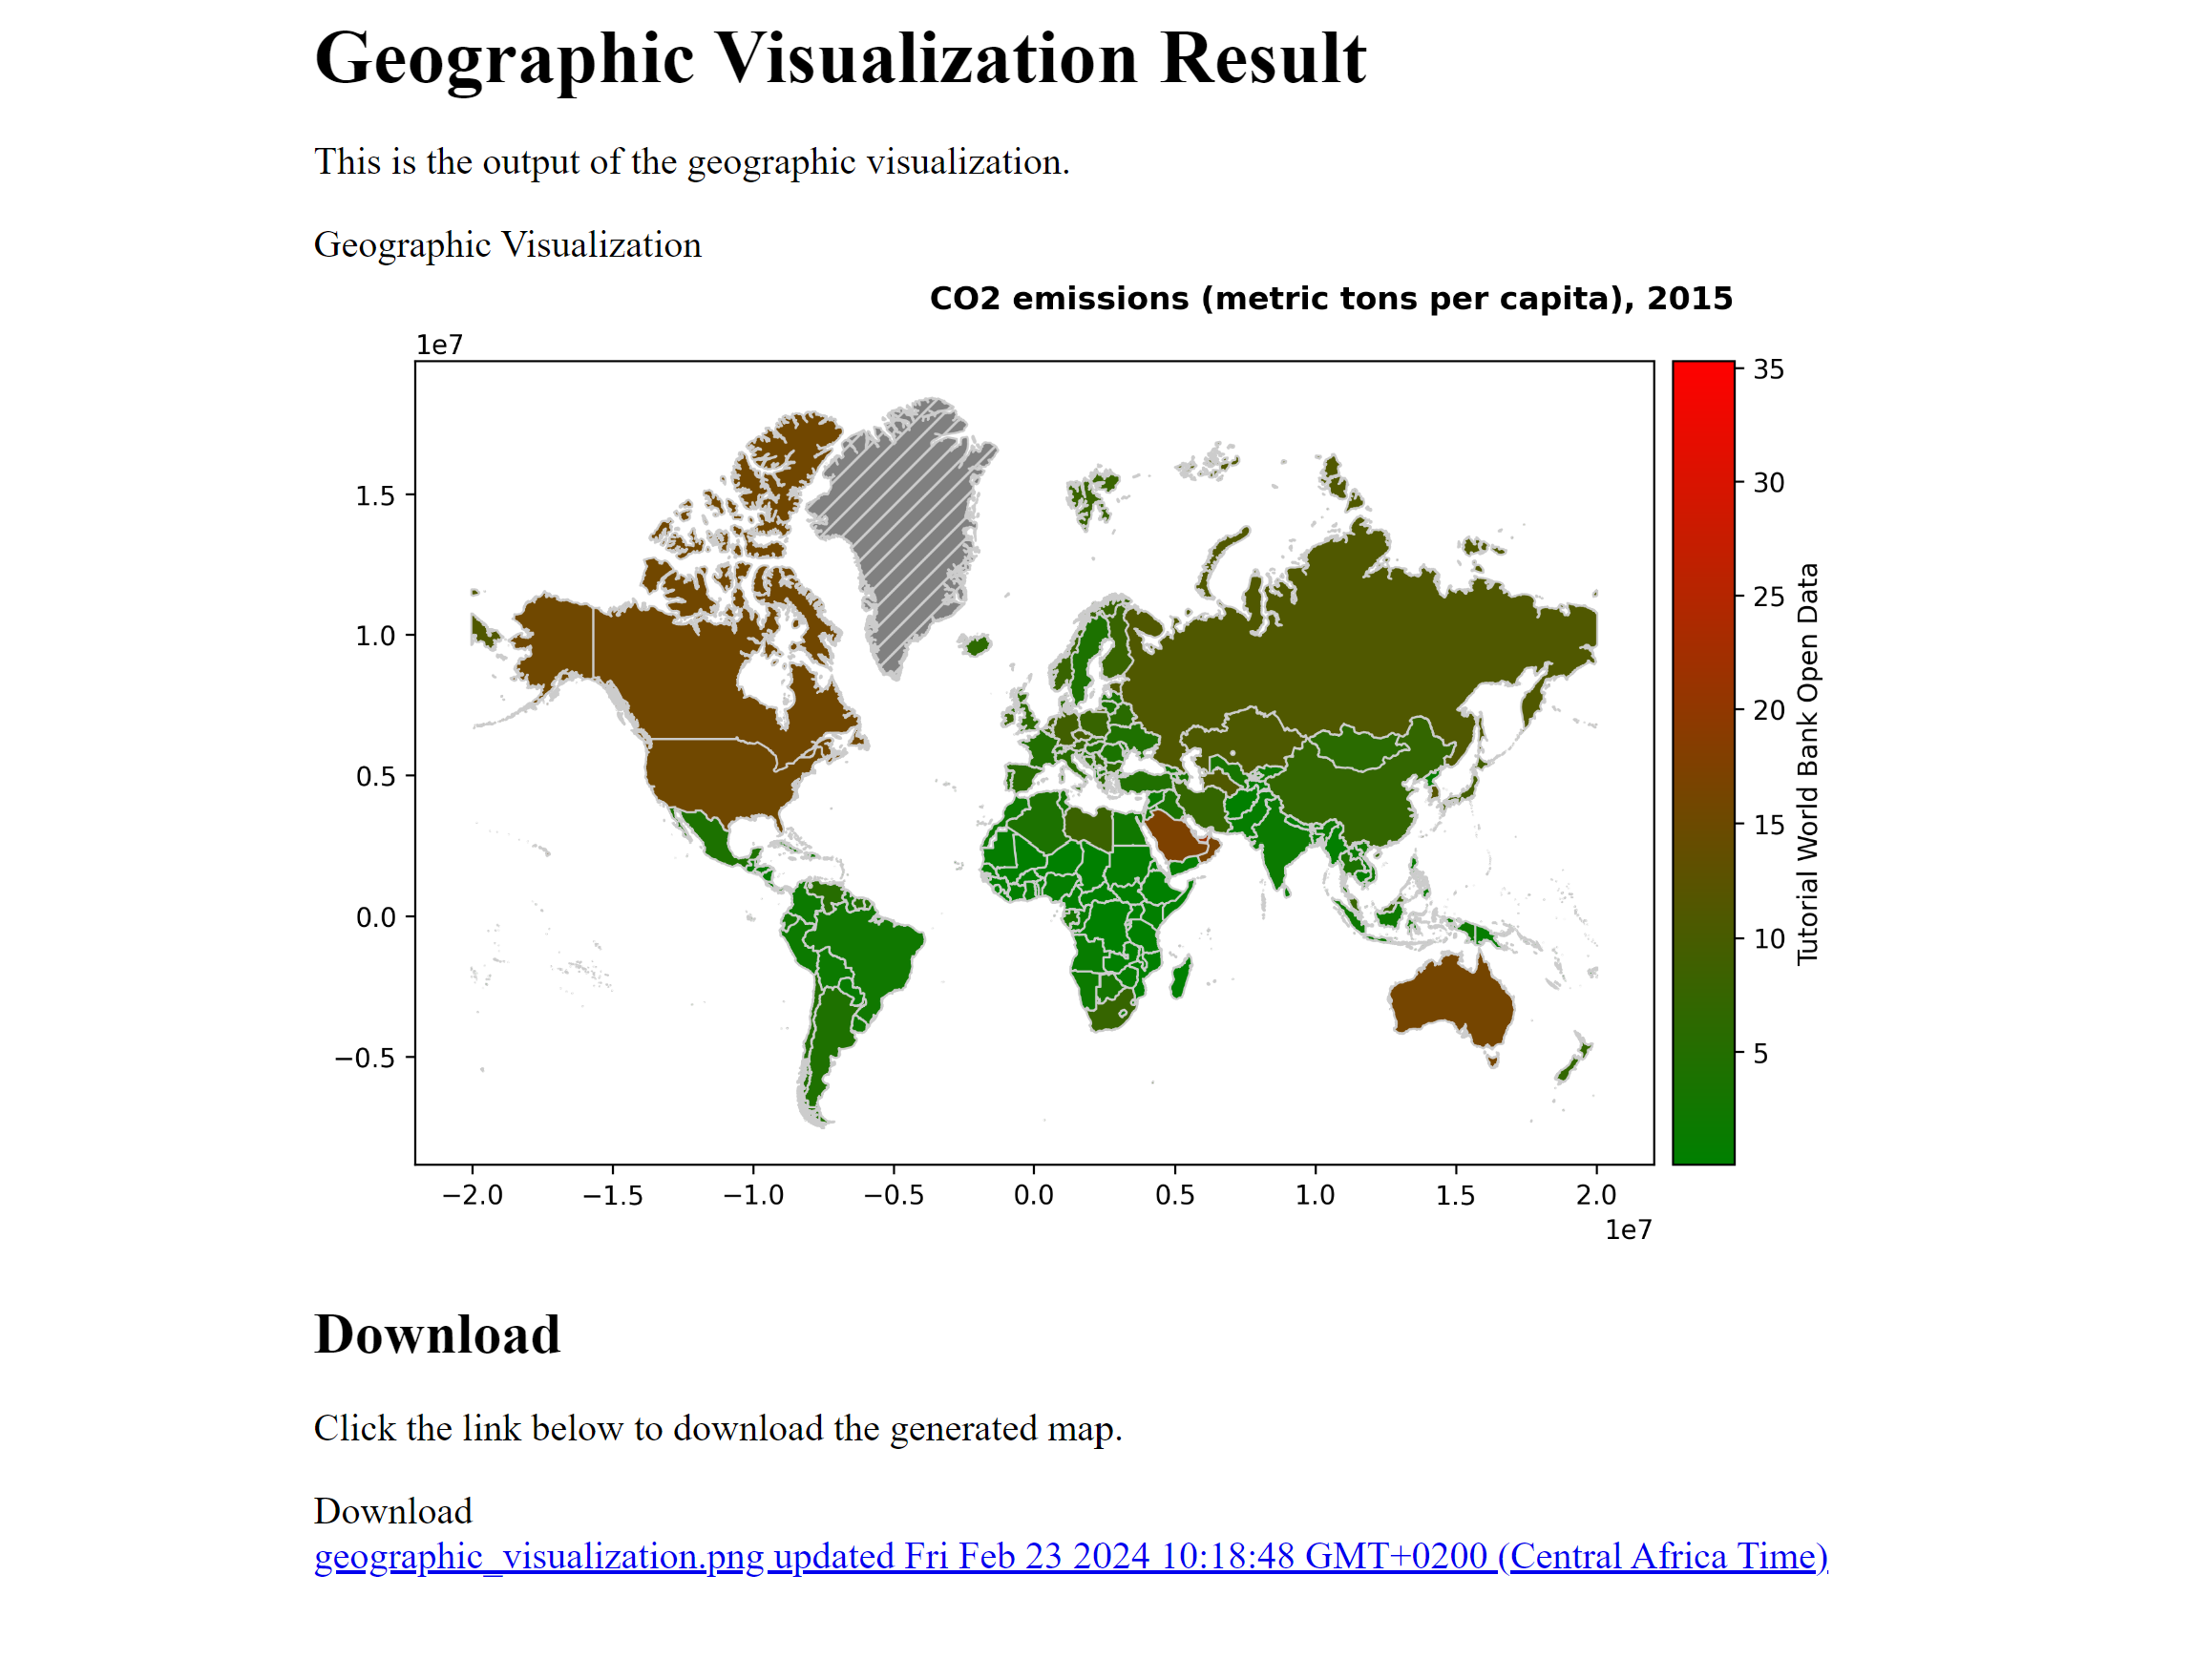 Geographic Visualization Result
This is the output of the geographic visualization.
Geographic Visualization
CO2 emissions (metric tons per capita), 2015
1e7
1.5
1.0
0.5
0.0
−0.5
−2.0 −1.5 −1.0 −0.5 0.0 0.5 1.0 1.5 2.0
1e7
35
30
25
20
15
10
5
Tutorial World Bank Open Data
Download
Click the link below to download the generated map.
Download
geographic_visualization.png updated Fri Feb 23 2024 10:18:48 GMT+0200 (Central Africa Time)